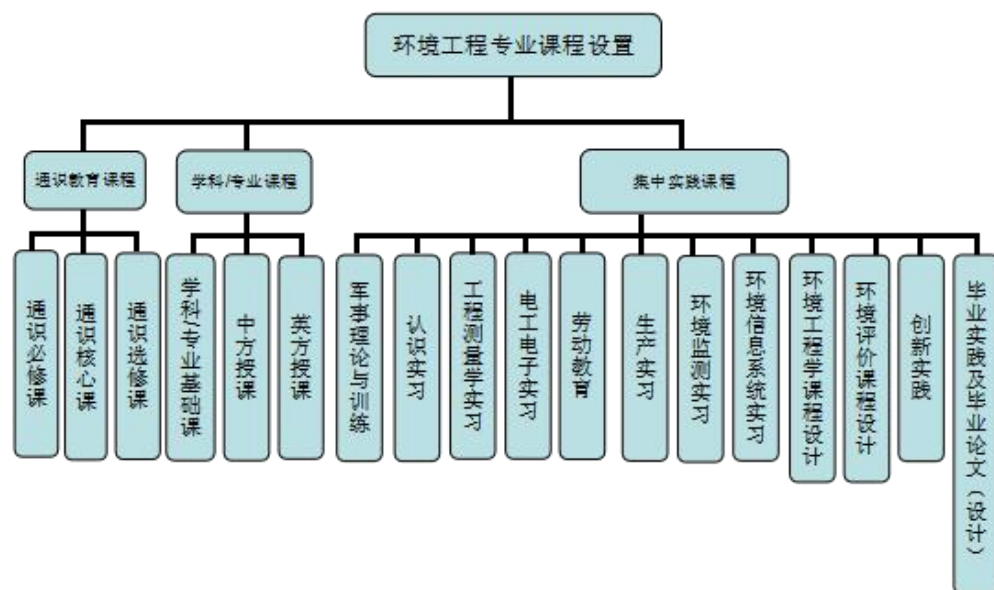 环境工程专业课程设置
通识教育课程
学科/专业课程
集中实践课程
通识必修课
通识核心课
通识选修课
学科/专业基础课
中方授课
英方授课
军事理论与训练
认识实习
工程测量学实习
电工电子实习
劳动教育
生产实习
环境监测实习
环境信息系统实习
环境工程学课程设计
环境评价课程设计
创新实践
毕业实践及毕业论文（设计）